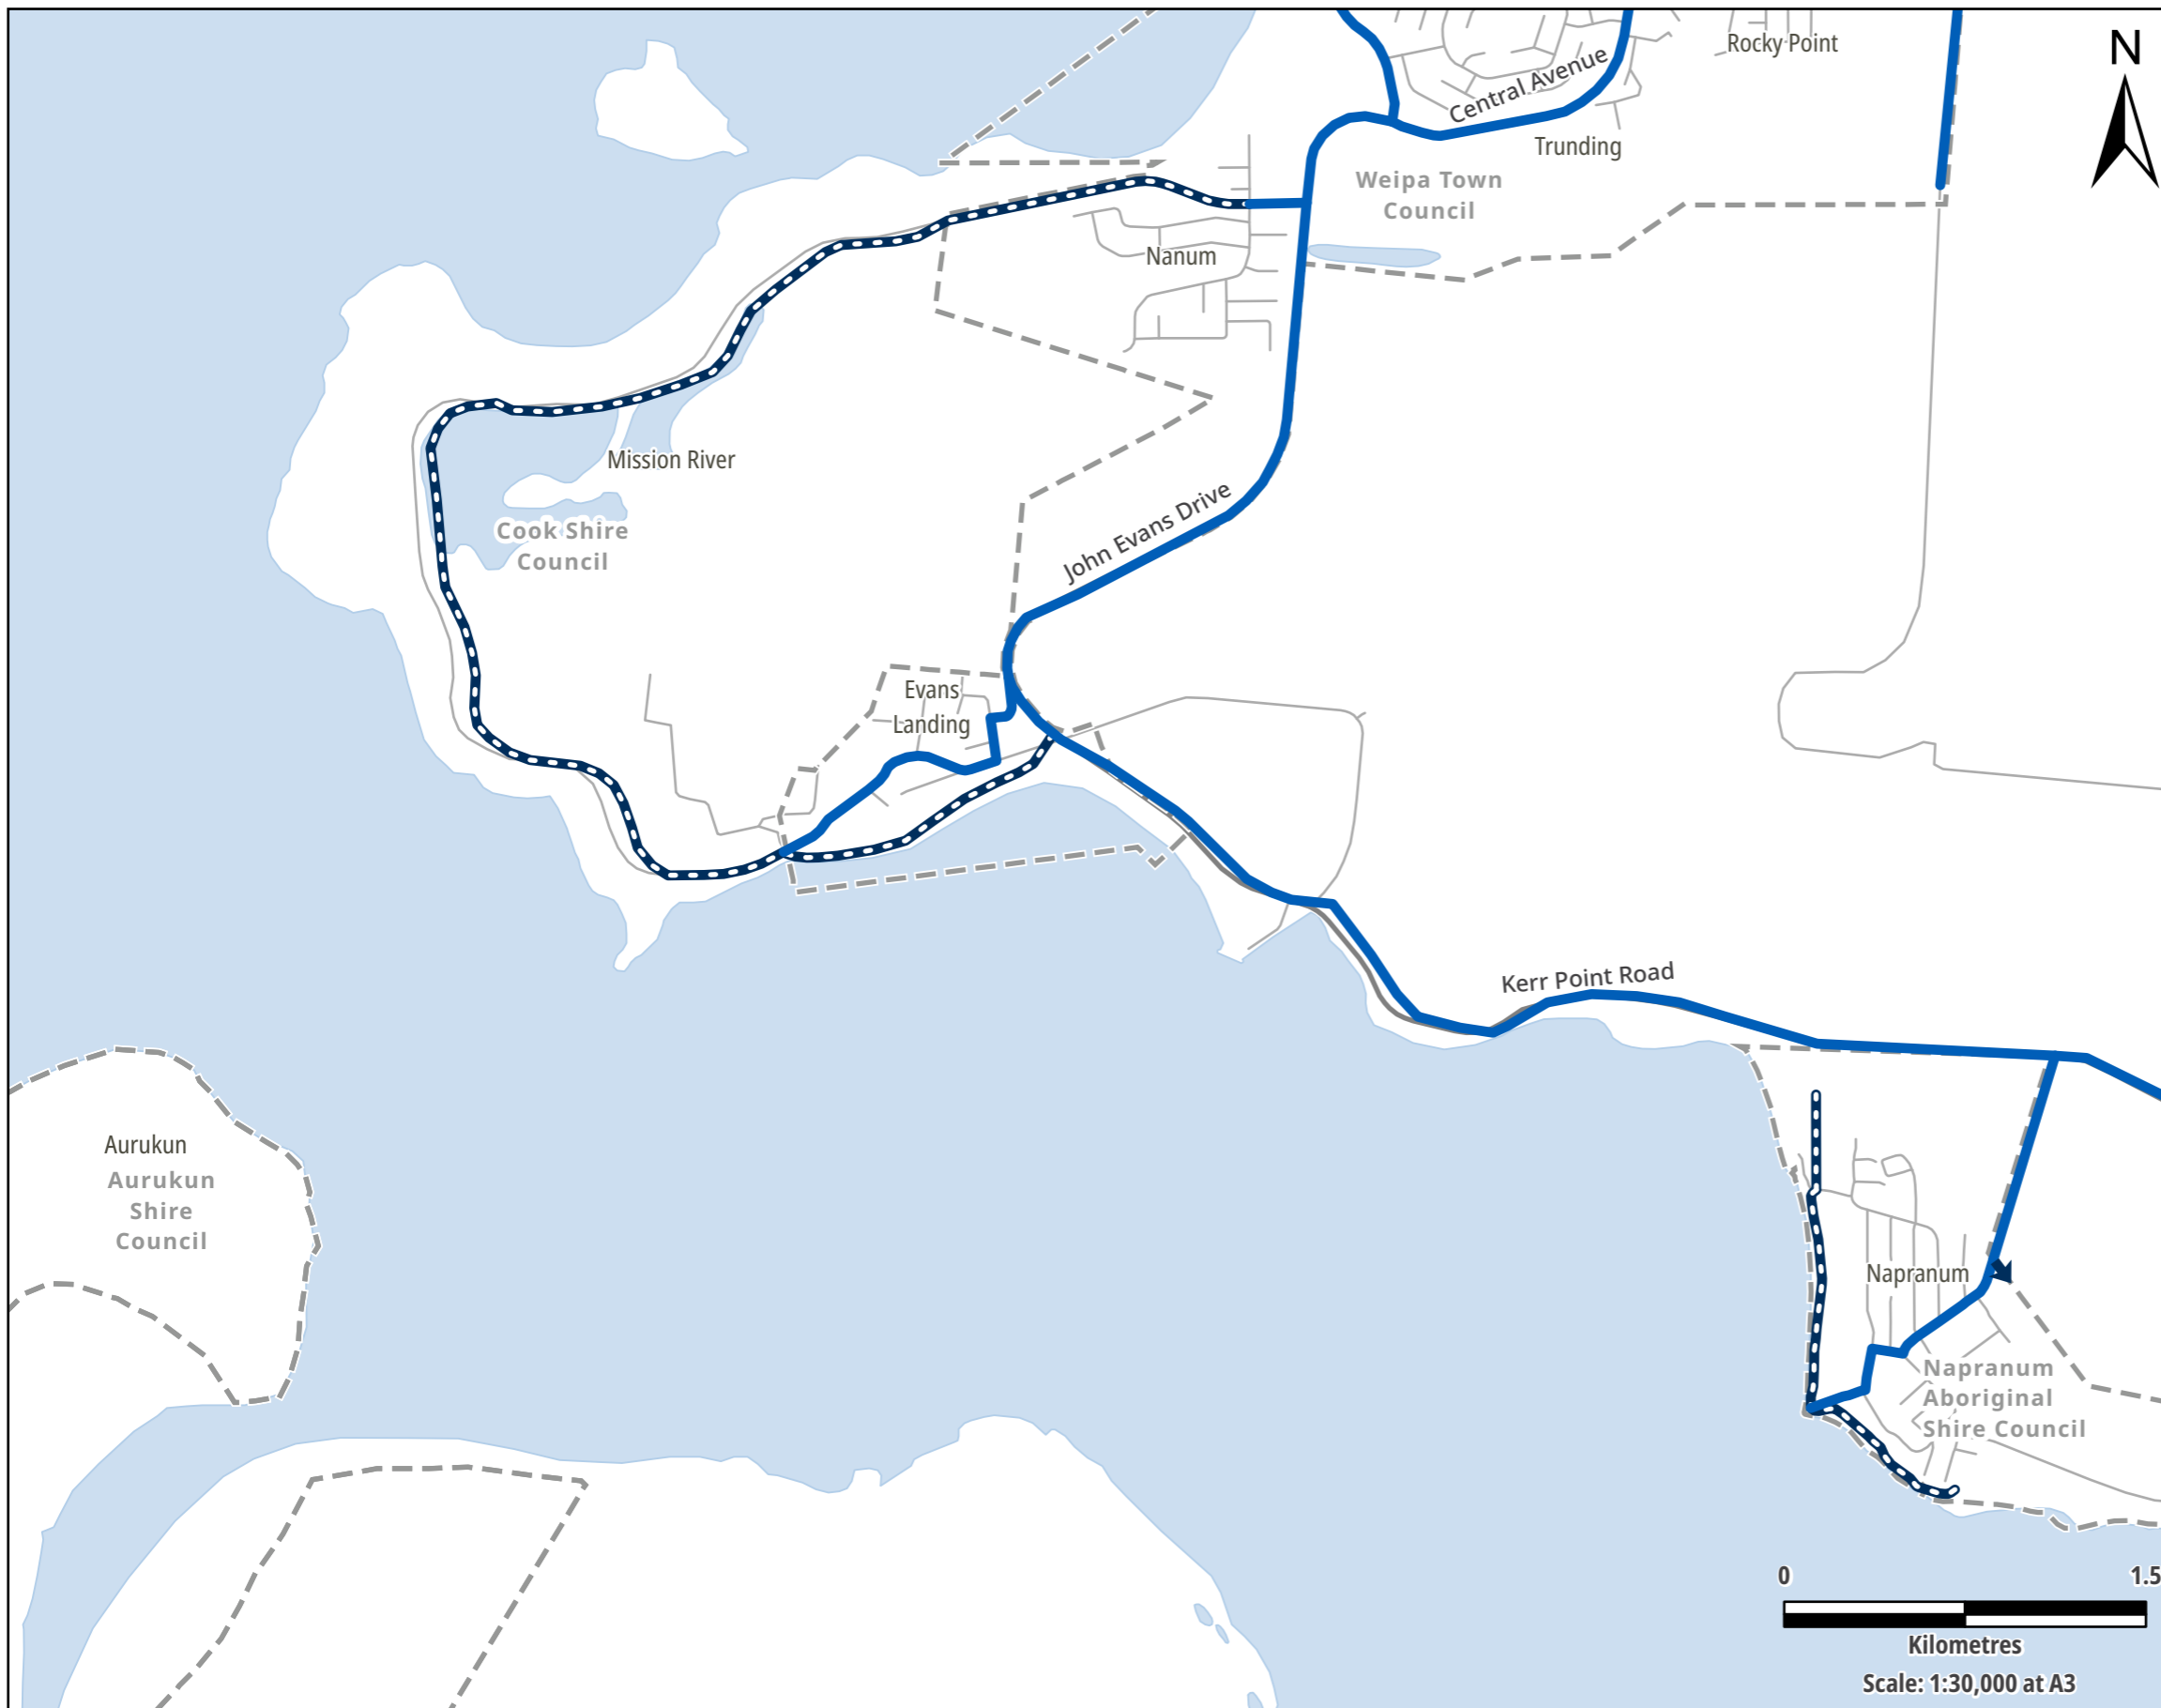 Rocky Point
N
Central Avenue
Trunding
Weipa Town
Council
Nanum
Mission River
John Evans Drive
Cook Shire
Council
Evans
Landing
Kerr Point Road
Aurukun
Aurukun
Shire
Council
Napranum
Napranum
Aboriginal
Shire Council
0 1.5
Kilometres
Scale: 1:30,000 at A3